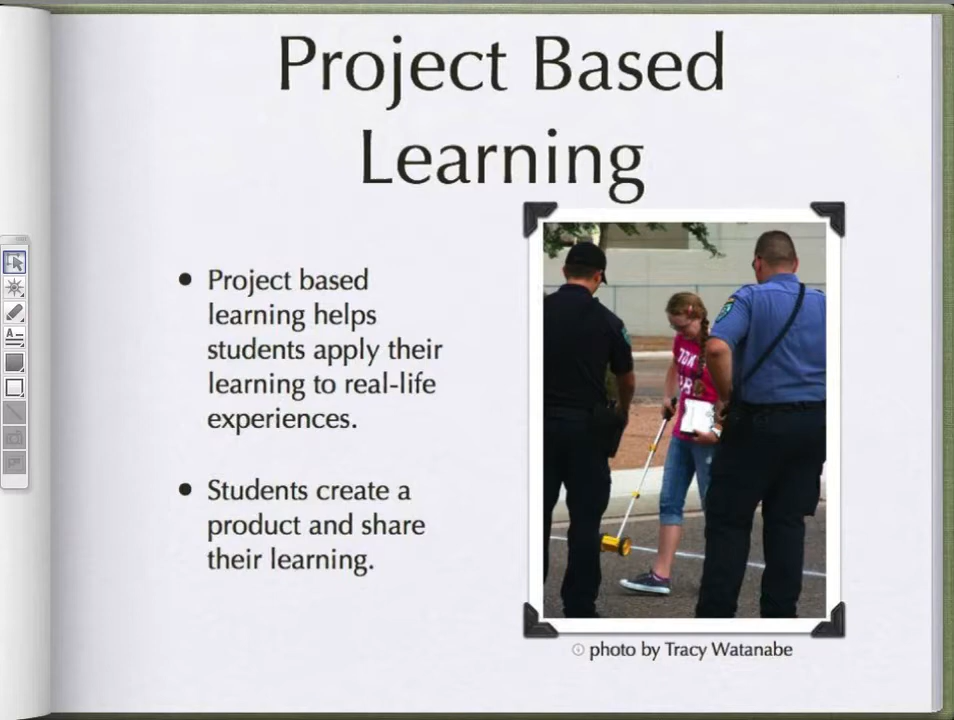 Project Based
Learning
• Project based
learning helps
students apply their
learning to real-life
experiences.
• Students create a
product and share
their learning.
photo by Tracy Watanabe